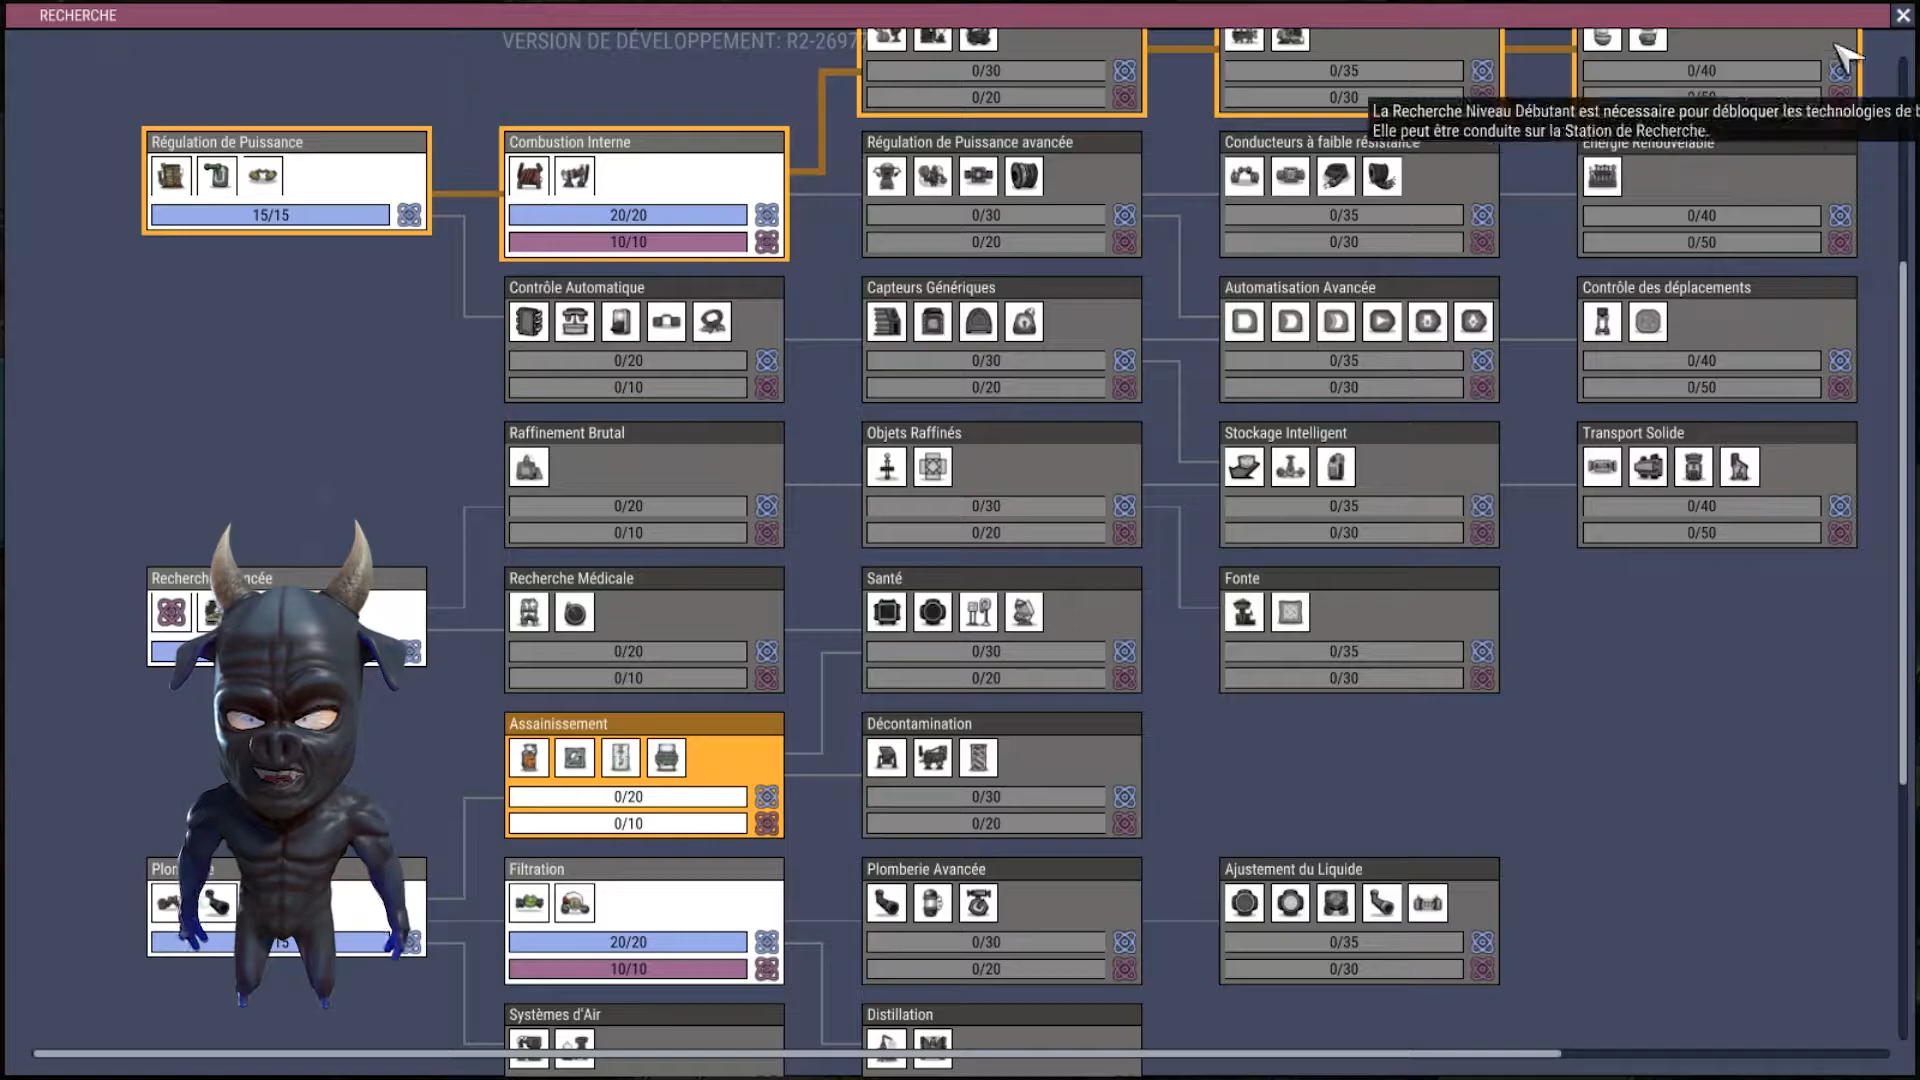 RECHERCHE
VERSION DE DÉVELOPPEMENT: R2-26977
0/30
0/20
0/35
0/30
0/40
La Recherche Niveau Débutant est nécessaire pour débloquer les technologies de b
Elle peut être conduite sur la Station de Recherche.
Régulation de Puissance
15/15
Combustion Interne
20/20
10/10
Régulation de Puissance avancée
0/30
0/20
Conducteurs à faible résistance
0/35
0/30
Énergie Renouvelable
0/40
0/50
Contrôle Automatique
0/20
0/10
Capteurs Génériques
0/30
0/20
Automatisation Avancée
0/35
0/30
Contrôle des déplacements
0/40
0/50
Raffinement Brutal
0/20
0/10
Objets Raffinés
0/30
0/20
Stockage Intelligent
0/35
0/30
Transport Solide
0/40
0/50
Recherche Médicale
0/20
0/10
Santé
0/30
0/20
Fonte
0/35
0/30
Assainissement
0/20
0/10
Décontamination
0/30
0/20
Filtration
20/20
10/10
Plomberie Avancée
0/30
0/20
Ajustement du Liquide
0/35
0/30
Systèmes d'Air
Distillation